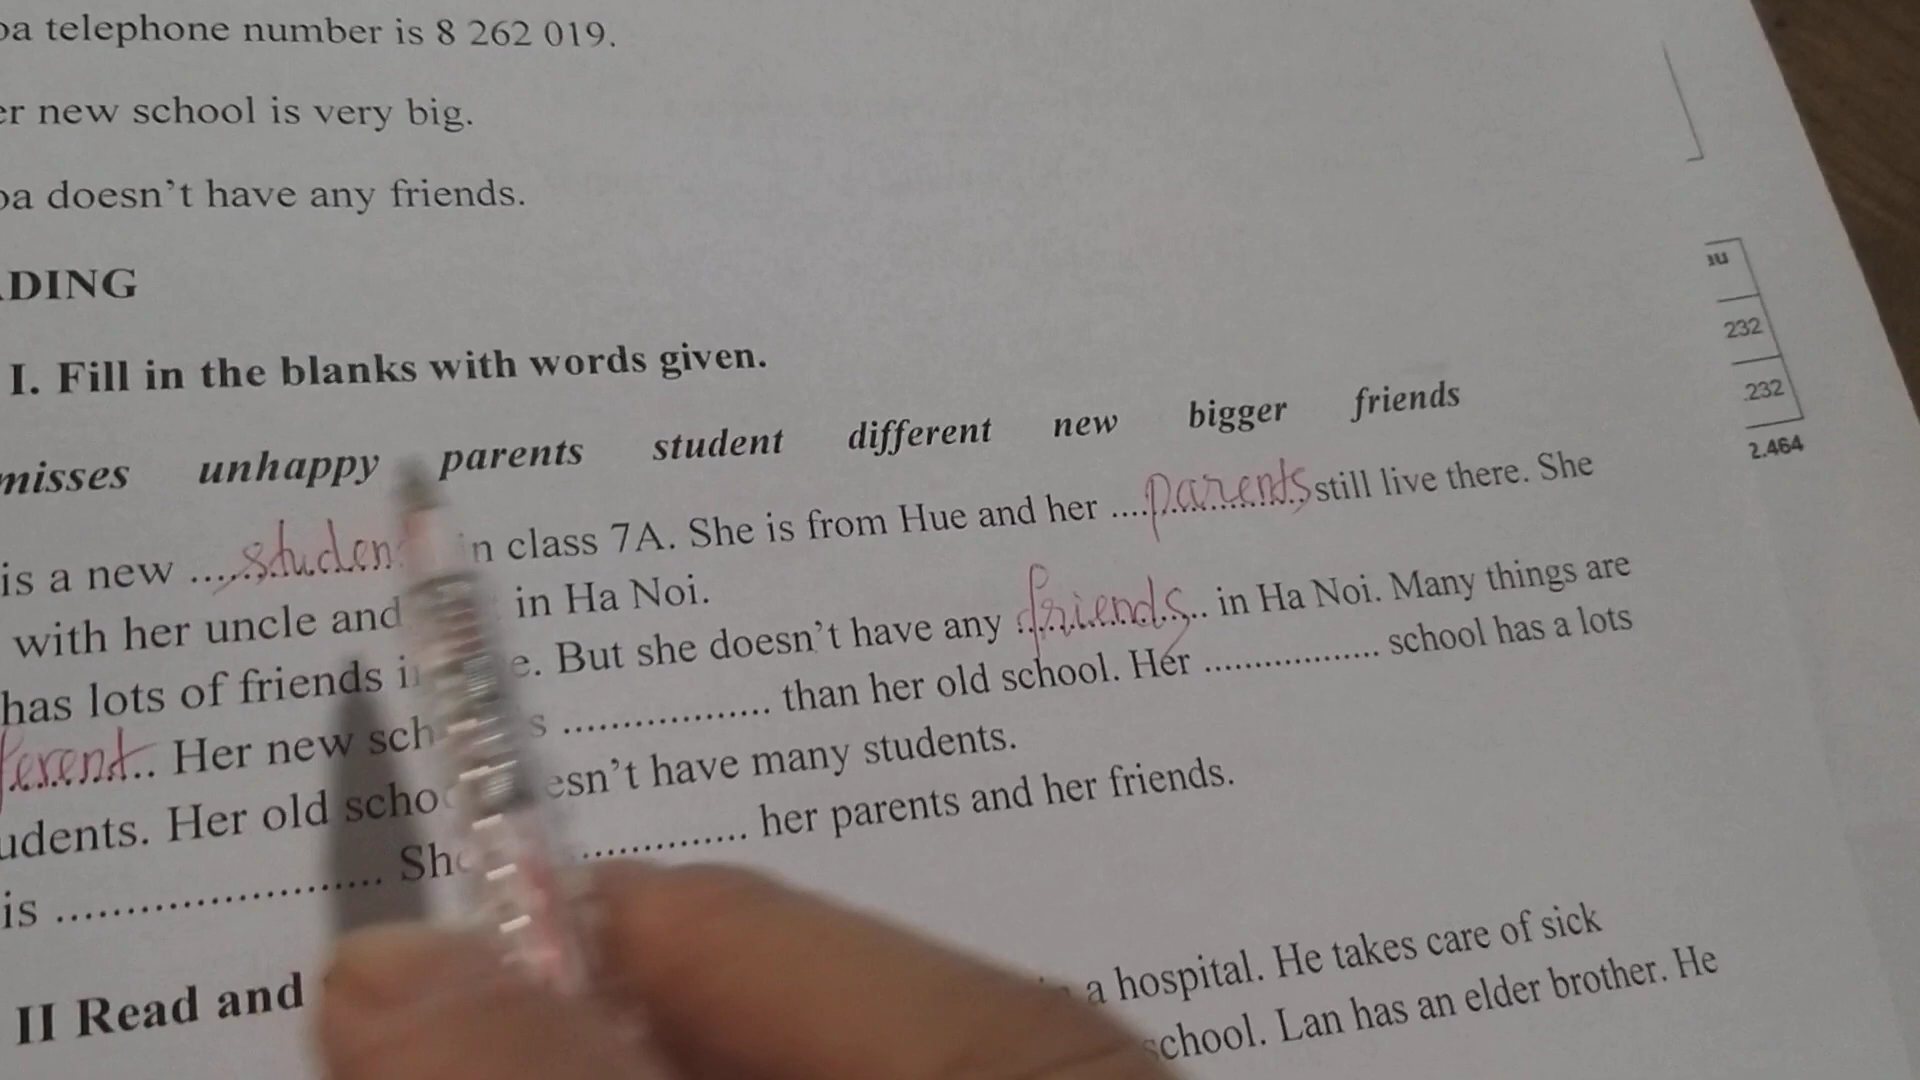 telephone number is 8 262 019.
new school is very big.
doesn't have any friends.
DING
I. Fill in the blanks with words given.
misses unhappy parents student different new bigger friends
is a new .... student in class 7A. She is from Hue and her .... parents still live there. She
with her uncle and in Ha Noi.
has lots of friends But she doesn't have any friends.. in Ha Noi. Many things are
ferent.. Her new .................. than her old school. Her .................. school has a lots
udents. Her old have many students.
is ........................ She ............... her parents and her friends.
II Read and
a hospital. He takes care of sick
school. Lan has an elder brother. He
232
232
2.464